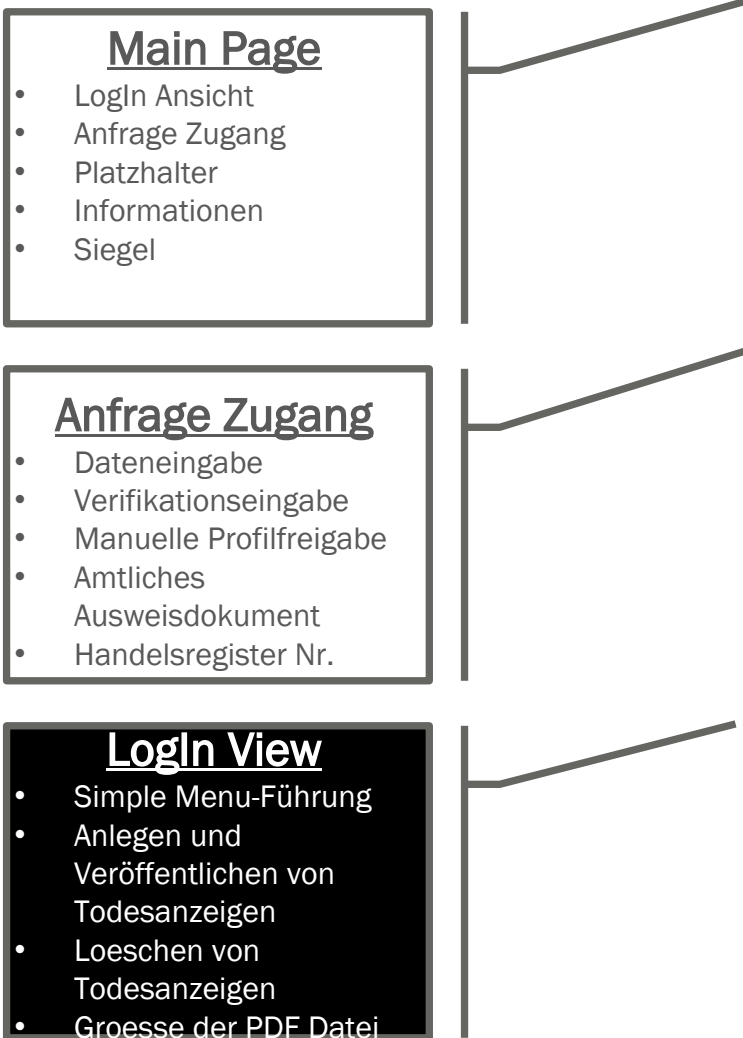 Main Page
• LogIn Ansicht
• Anfrage Zugang
• Platzhalter
• Informationen
• Siegel
Anfrage Zugang
• Dateneingabe
• Verifikationseingabe
• Manuelle Profilfreigabe
• Amtliches
Ausweisdokument
• Handelsregister Nr.
LogIn View
• Simple Menu-Führung
• Anlegen und
Veröffentlichen von
Todesanzeigen
• Loeschen von
Todesanzeigen
• Groesse der PDF Datei